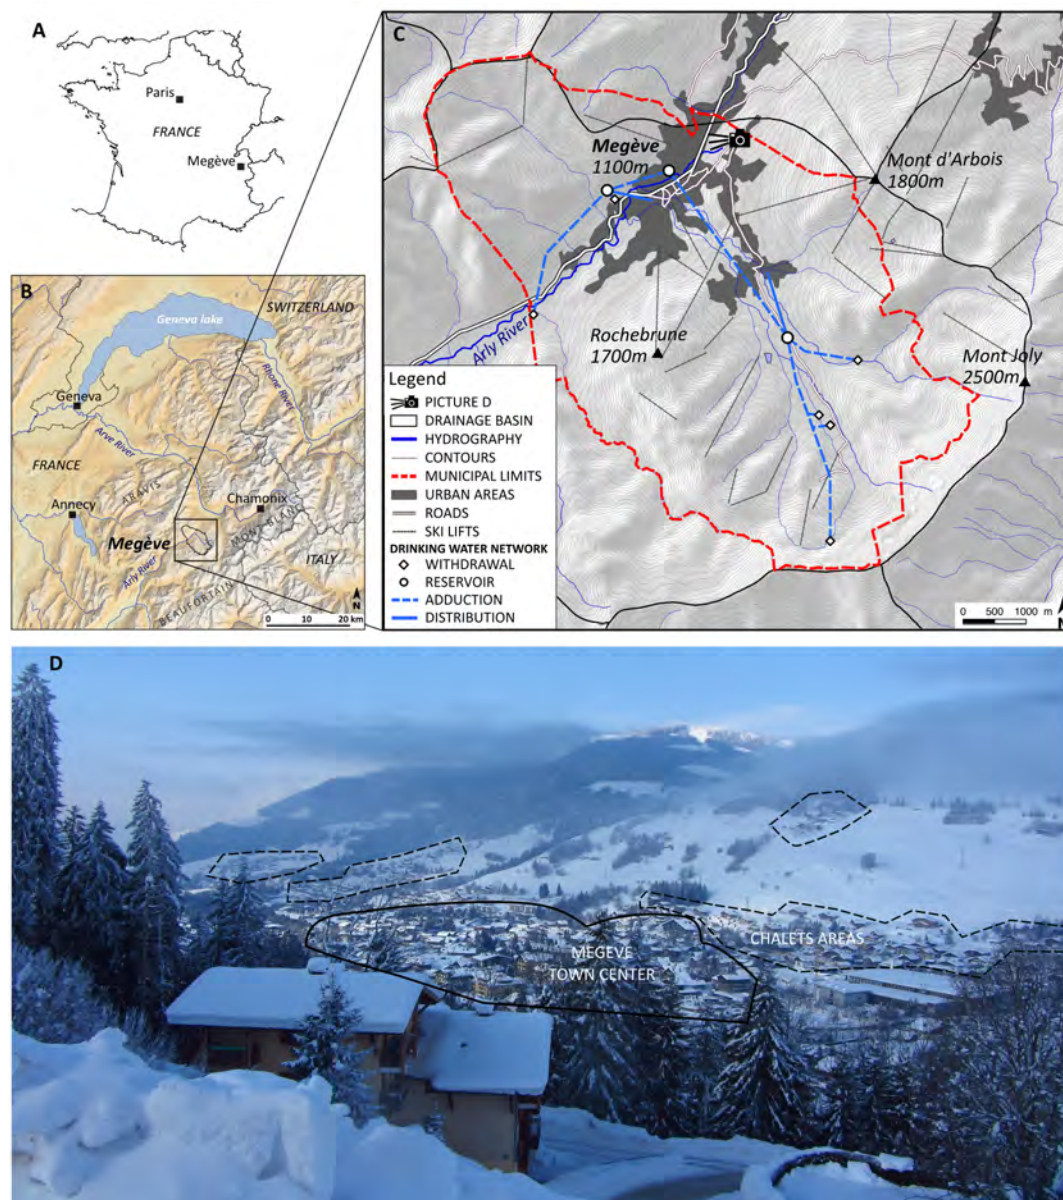 A
Paris
FRANCE
Megève
B
SWITZERLAND
Geneva lake
Geneva
Rhone River
Arve River
FRANCE
ARAVIS
Annecy
Chamonix
MONT BLANC
Megève
ITALY
Arly River
BEAUFORTAIN
N
0 10 20 km
C
Megève
1100m
Mont d'Arbois
1800m
Rochebrune
1700m
Mont Joly
2500m
Arly River
Legend
PICTURE D
DRAINAGE BASIN
HYDROGRAPHY
CONTOURS
MUNICIPAL LIMITS
URBAN AREAS
ROADS
SKI LIFTS
DRINKING WATER NETWORK
WITHDRAWAL
RESERVOIR
ADDUCTION
DISTRIBUTION
0 500 1000 m
N
D
CHALETS AREAS
MEGEVE
TOWN CENTER